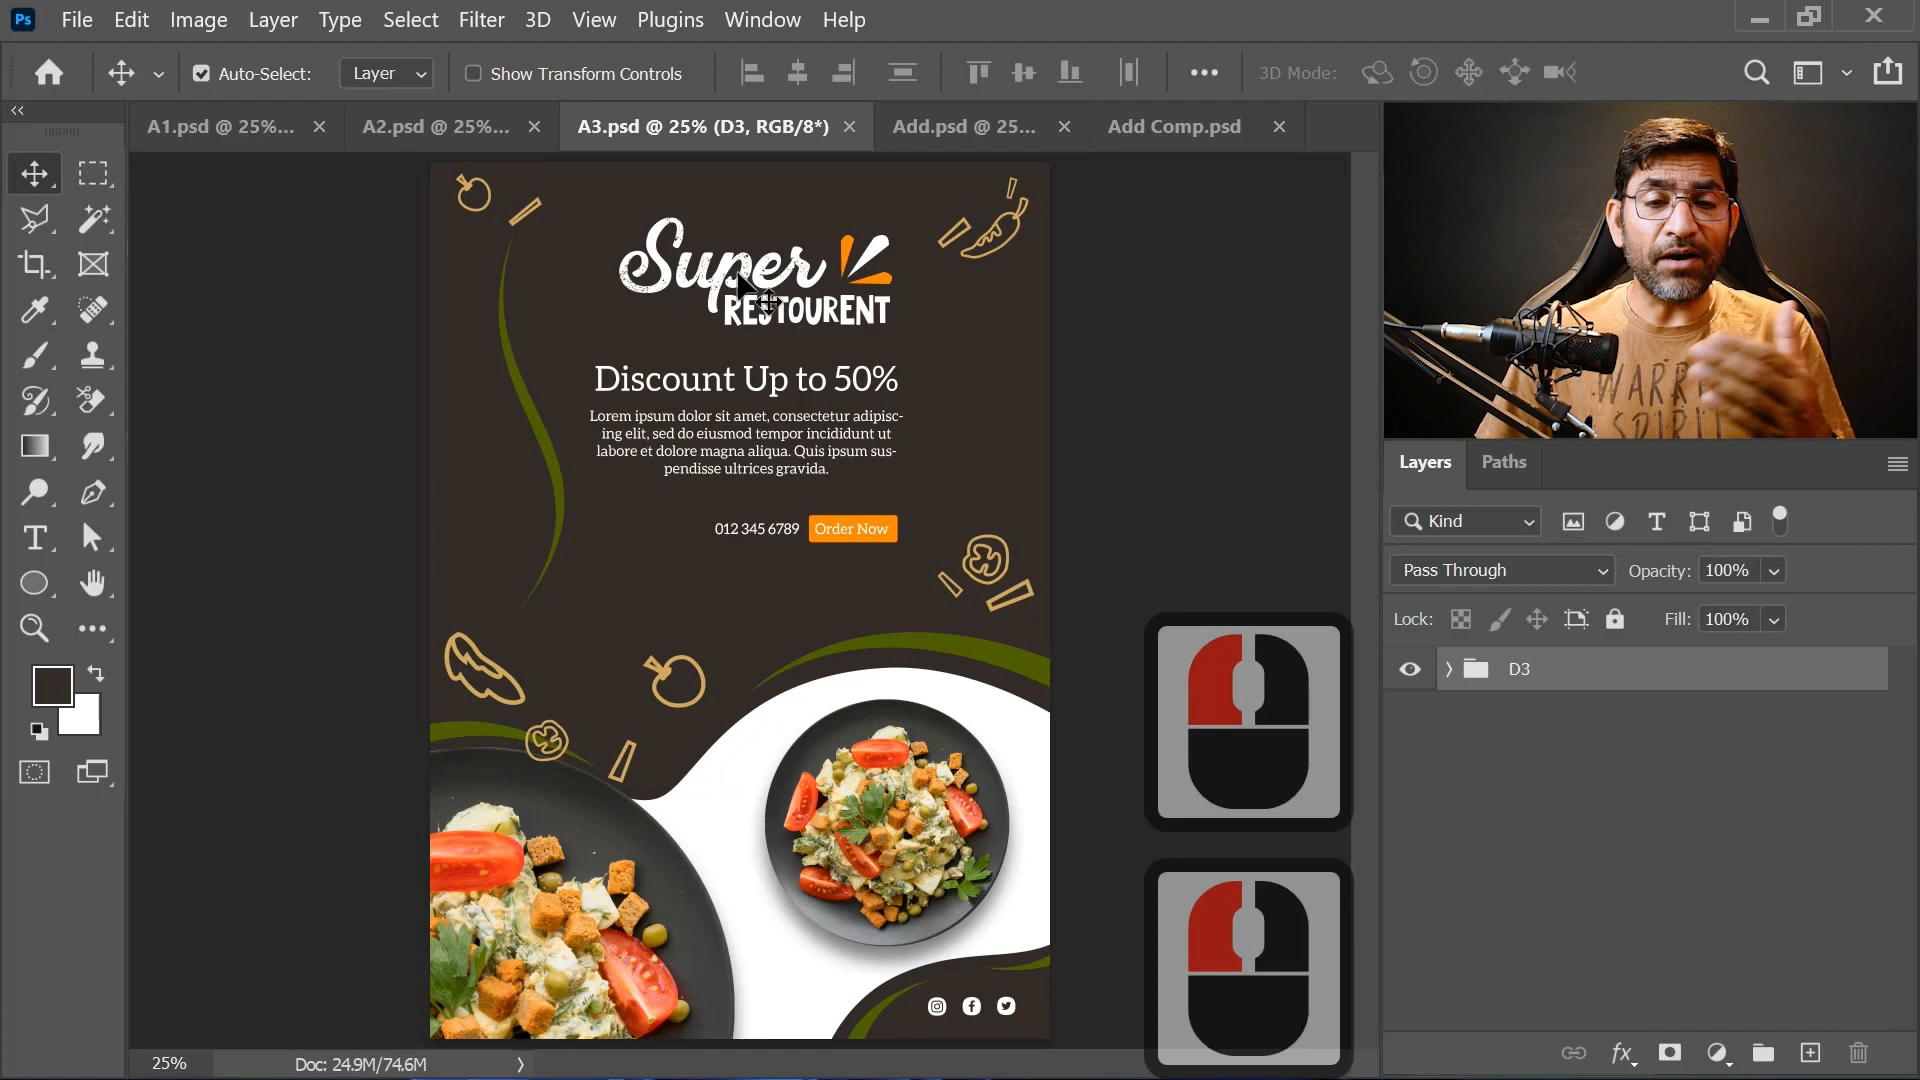 Ps File Edit Image Layer Type Select Filter 3D View Plugins Window Help
Auto-Select: Layer Show Transform Controls 3D Mode:
A1.psd @ 25%... A2.psd @ 25%... A3.psd @ 25% (D3, RGB/8*) Add.psd @ 25... Add Comp.psd
Super
RESTOURENT
Discount Up to 50%
Lorem ipsum dolor sit amet, consectetur adipisc-
ing elit, sed do eiusmod tempor incididunt ut
labore et dolore magna aliqua. Quis ipsum sus-
pendisse ultrices gravida.
012 345 6789 Order Now
WARR
SPIRIT
Layers Paths
Kind
Pass Through Opacity: 100%
Lock: Fill: 100%
D3
fx
25% Doc: 24.9M/74.6M